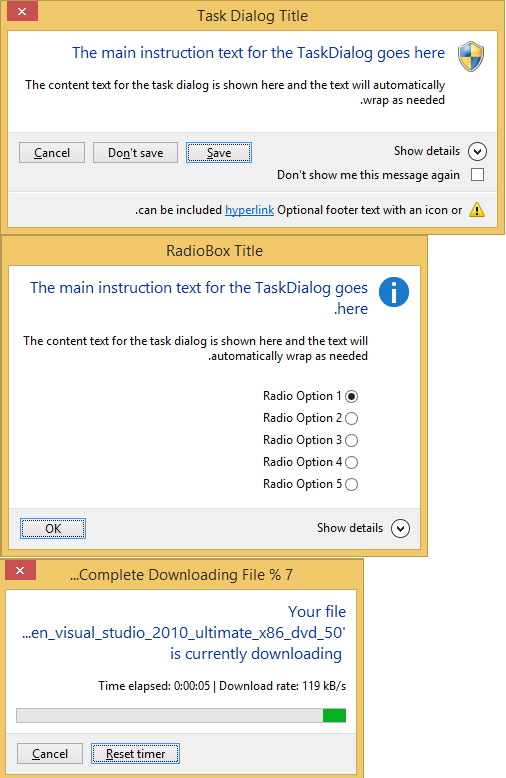 Task Dialog Title
The main instruction text for the TaskDialog goes here
The content text for the task dialog is shown here and the text will automatically
.wrap as needed
Cancel Don't save Save Show details
Don't show me this message again
.can be included hyperlink Optional footer text with an icon or
RadioBox Title
The main instruction text for the TaskDialog goes
.here
The content text for the task dialog is shown here and the text will
.automatically wrap as needed
Radio Option 1
Radio Option 2
Radio Option 3
Radio Option 4
Radio Option 5
OK Show details
...Complete Downloading File % 7
Your file
...en_visual_studio_2010_ultimate_x86_dvd_50'
is currently downloading
Time elapsed: 0:00:05 | Download rate: 119 kB/s
Cancel Reset timer